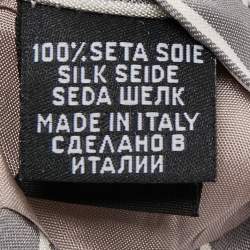 100% SETA SOIE
SILK SEIDE
SEDA ШЕЛК
MADE IN ITALY
СДЕЛАНО В
ИТАЛИИ